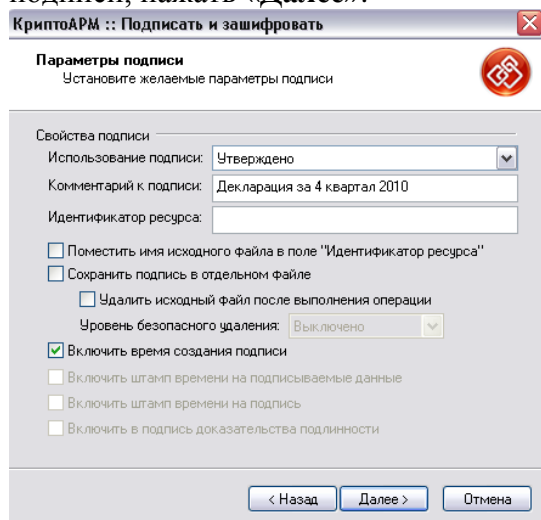 подписи, нажать «Далее».
КриптоАРМ :: Подписать и зашифровать
Параметры подписи
Установите желаемые параметры подписи
Свойства подписи
Использование подписи: Утверждено
Комментарий к подписи: Декларация за 4 квартал 2010
Идентификатор ресурса:
Поместить имя исходного файла в поле "Идентификатор ресурса"
Сохранить подпись в отдельном файле
Удалить исходный файл после выполнения операции
Уровень безопасного удаления: Выключено
Включить время создания подписи
Включить штамп времени на подписываемые данные
Включить штамп времени на подпись
Включить в подпись доказательства подлинности
< Назад Далее > Отмена